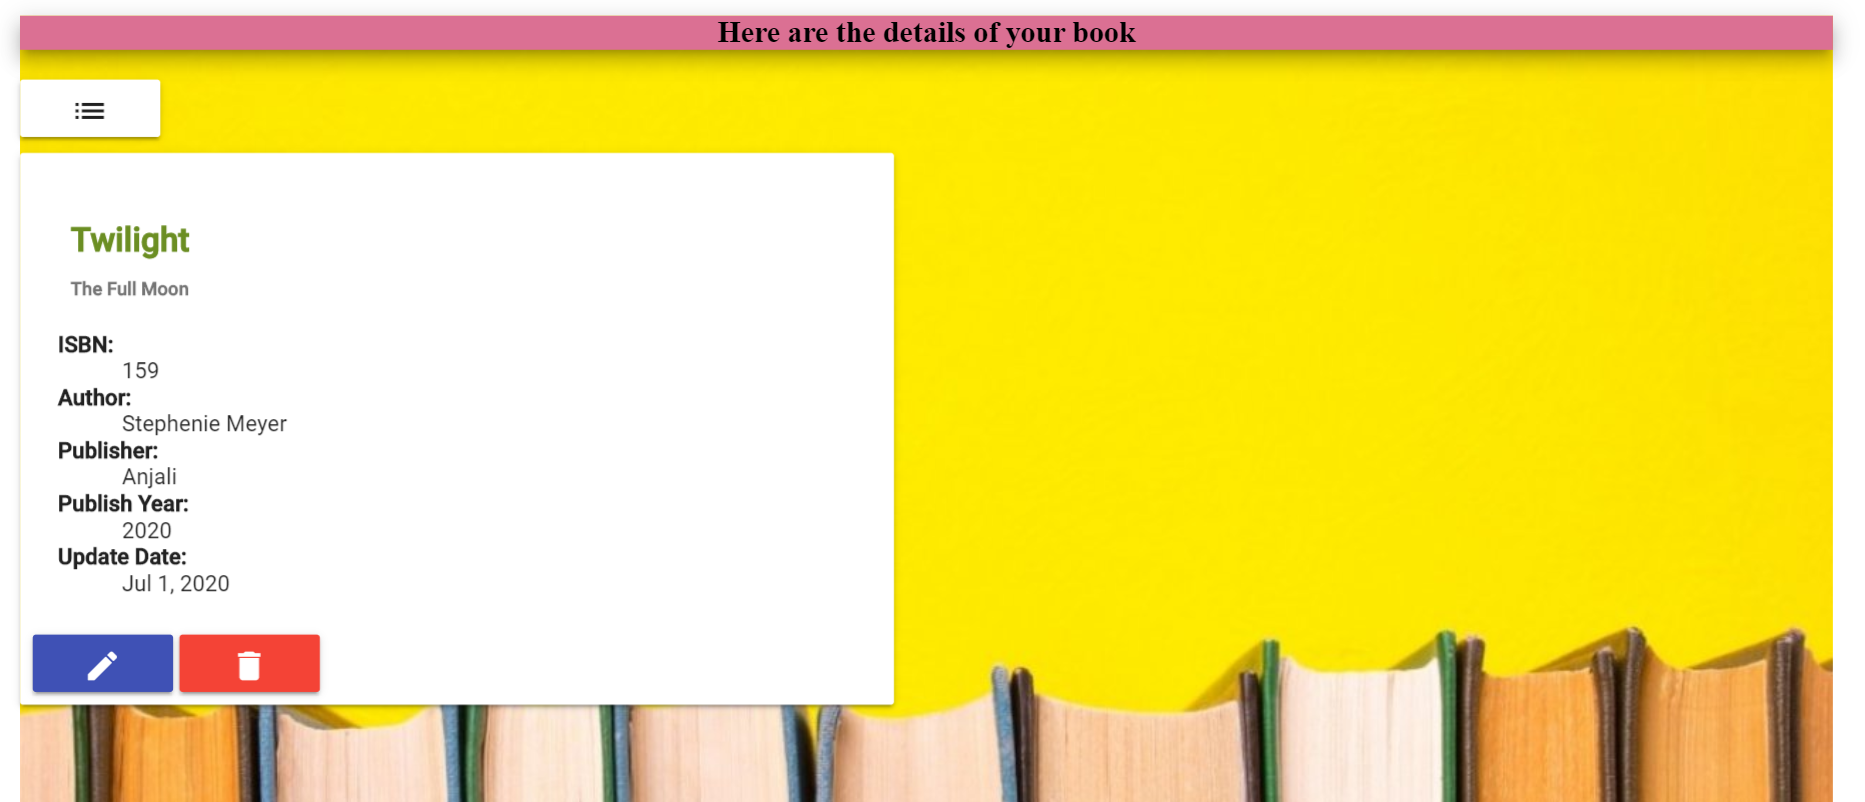 Here are the details of your book
Twilight
The Full Moon
ISBN:
159
Author:
Stephenie Meyer
Publisher:
Anjali
Publish Year:
2020
Update Date:
Jul 1, 2020